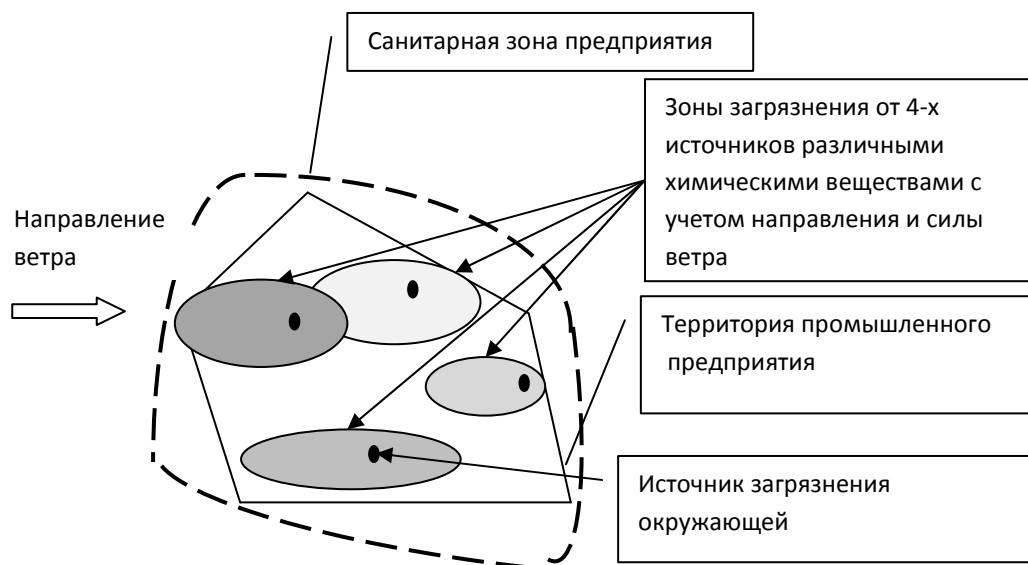 Санитарная зона предприятия
Зоны загрязнения от 4-х
источников различными
химическими веществами с
учетом направления и силы
ветра
Направление
ветра
Территория промышленного
предприятия
Источник загрязнения
окружающей